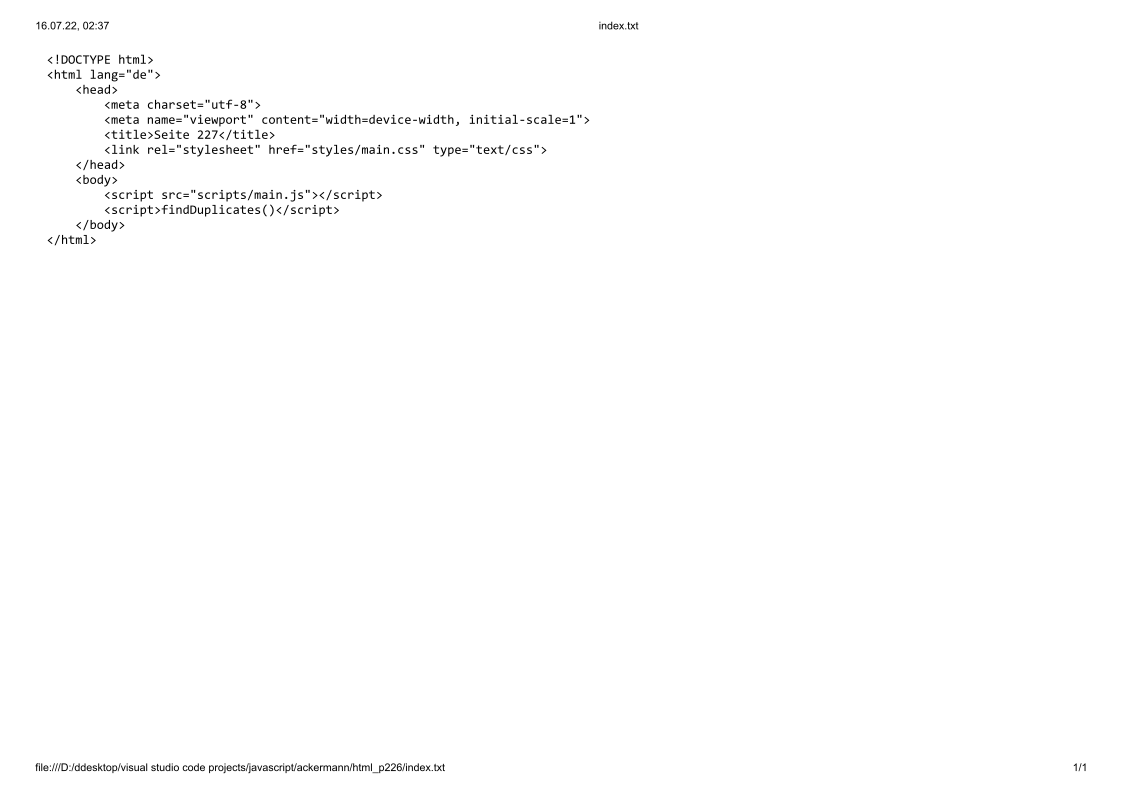 16.07.22, 02:37 index.txt
<!DOCTYPE html>
<html lang="de">
    <head>
        <meta charset="utf-8">
        <meta name="viewport" content="width=device-width, initial-scale=1">
        <title>Seite 227</title>
        <link rel="stylesheet" href="styles/main.css" type="text/css">
    </head>
    <body>
        <script src="scripts/main.js"></script>
        <script>findDuplicates()</script>
    </body>
</html>
file:///D:/ddesktop/visual studio code projects/javascript/ackermann/html_p226/index.txt 1/1